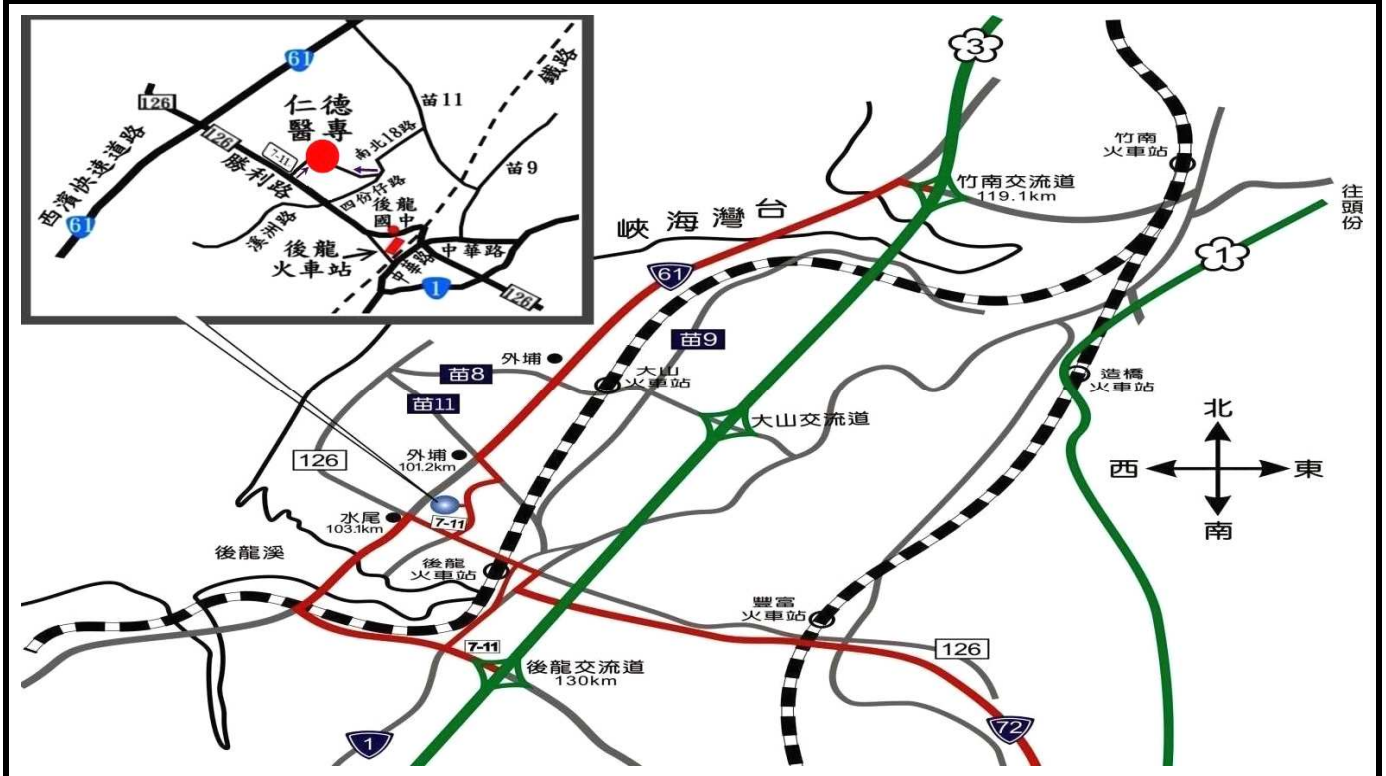 61
126
126
7-11
仁德
醫專
苗11
南北18路
鐵路
苗9
西濱快速道路
61
勝利路
四份仔路
溪洲路
後龍
國中
後龍
火車站
中華路
中華路
1
126
3
竹南
火車站
竹南交流道
119.1km
往頭份
峽海灣台
1
61
苗9
外埔
苗8
大山
火車站
造橋
火車站
苗11
大山交流道
北
西
東
南
外埔
101.2km
126
7-11
水尾
103.1km
後龍溪
後龍
火車站
豐富
火車站
7-11
126
後龍交流道
130km
72
1